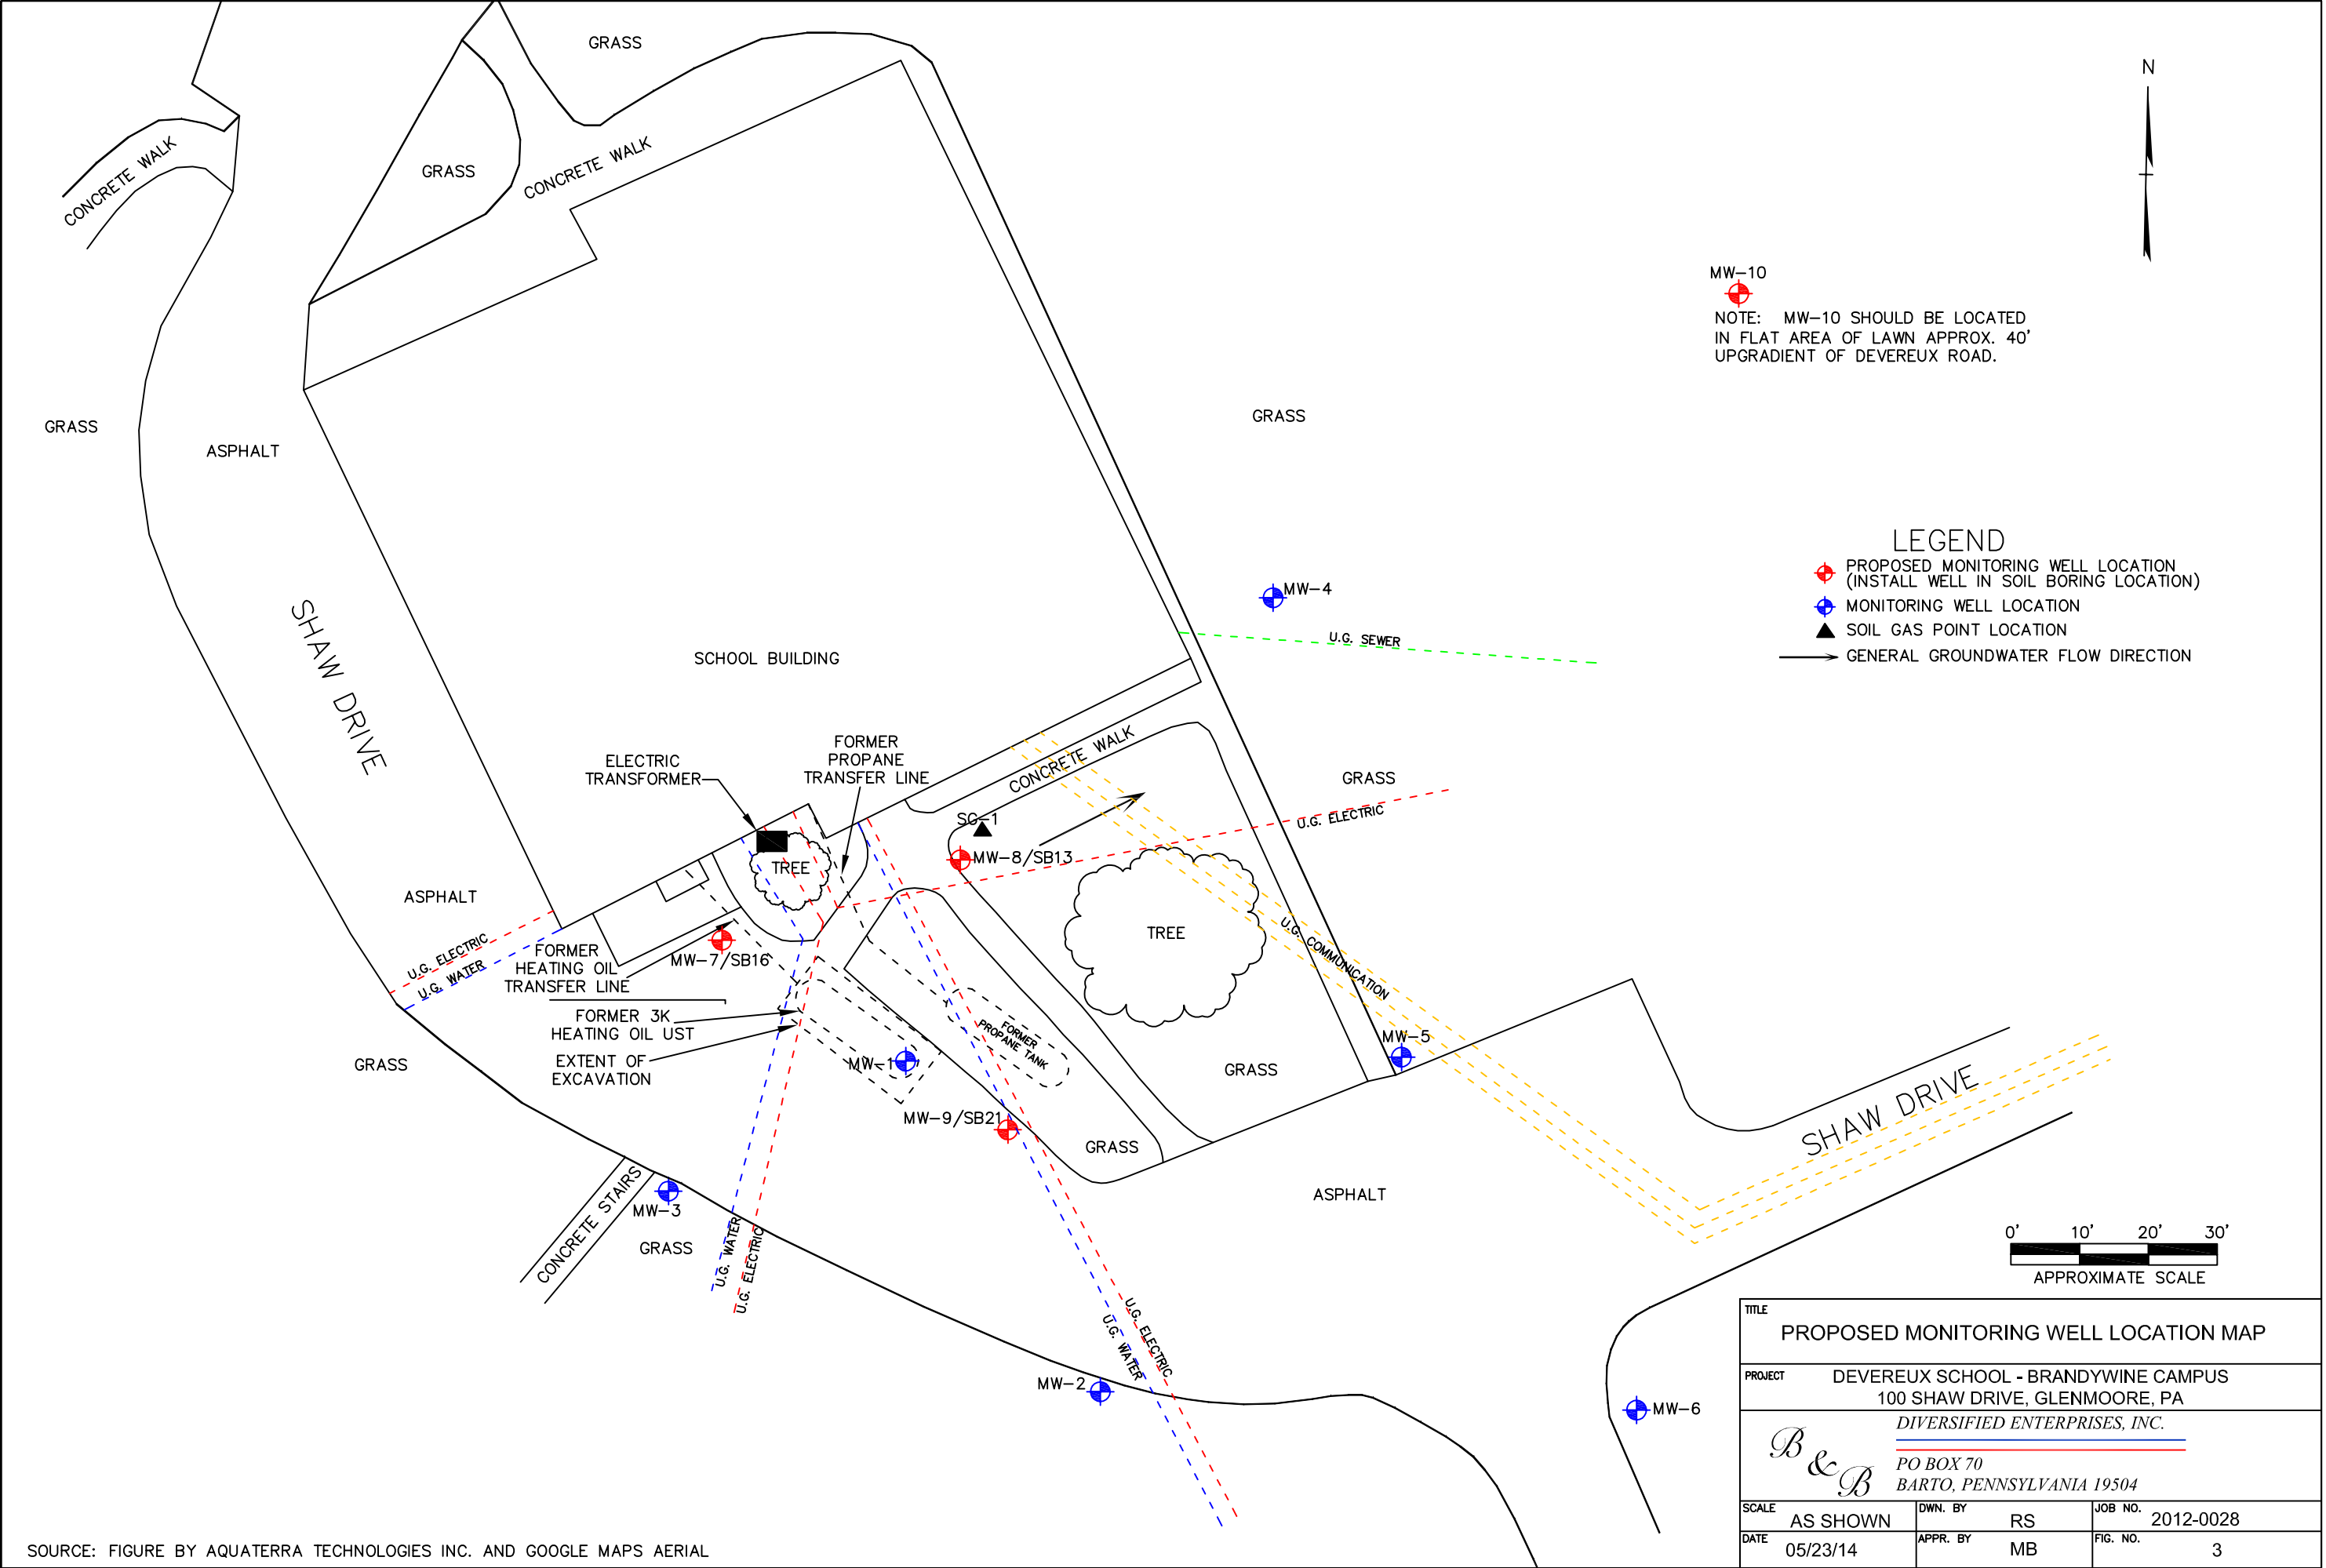 GRASS
N
CONCRETE WALK
GRASS
CONCRETE WALK
MW-10
NOTE: MW-10 SHOULD BE LOCATED
IN FLAT AREA OF LAWN APPROX. 40'
UPGRADIENT OF DEVEREUX ROAD.
GRASS
GRASS
ASPHALT
LEGEND
PROPOSED MONITORING WELL LOCATION
(INSTALL WELL IN SOIL BORING LOCATION)
MONITORING WELL LOCATION
SOIL GAS POINT LOCATION
GENERAL GROUNDWATER FLOW DIRECTION
MW-4
U.G. SEWER
SHAW DRIVE
SCHOOL BUILDING
ELECTRIC
TRANSFORMER
FORMER
PROPANE
TRANSFER LINE
CONCRETE WALK
GRASS
SG-1
U.G. ELECTRIC
MW-8/SB13
TREE
ASPHALT
TREE
U.G. COMMUNICATION
U.G. ELECTRIC
U.G. WATER
FORMER
HEATING OIL
TRANSFER LINE
MW-7/SB16
FORMER 3K
HEATING OIL UST
EXTENT OF
EXCAVATION
FORMER
PROPANE TANK
MW-1
MW-5
GRASS
GRASS
MW-9/SB21
GRASS
SHAW DRIVE
ASPHALT
CONCRETE STAIRS
MW-3
GRASS
U.G. WATER
U.G. ELECTRIC
U.G. ELECTRIC
U.G. WATER
MW-2
MW-6
0' 10' 20' 30'
APPROXIMATE SCALE
TITLE
PROPOSED MONITORING WELL LOCATION MAP
PROJECT
DEVEREUX SCHOOL - BRANDYWINE CAMPUS
100 SHAW DRIVE, GLENMOORE, PA
B & B
DIVERSIFIED ENTERPRISES, INC.
PO BOX 70
BARTO, PENNSYLVANIA 19504
SCALE AS SHOWN
DWN. BY RS
JOB NO. 2012-0028
DATE 05/23/14
APPR. BY MB
FIG. NO. 3
SOURCE: FIGURE BY AQUATERRA TECHNOLOGIES INC. AND GOOGLE MAPS AERIAL